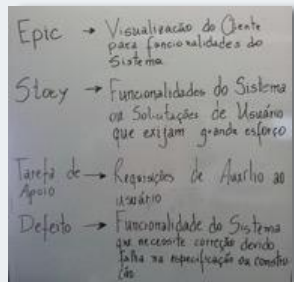 Epic → Visualização do Cliente
para funcionalidades do
Sistema
Story → Funcionalidades do Sistema
ou Solicitações de Usuário
que exijam grande esforço
Tarefa de → Requisições de Auxílio ao
Apoio usuário
Defeito → Funcionalidade do Sistema
que necessite correção devido
falha na especificação ou constru
ção